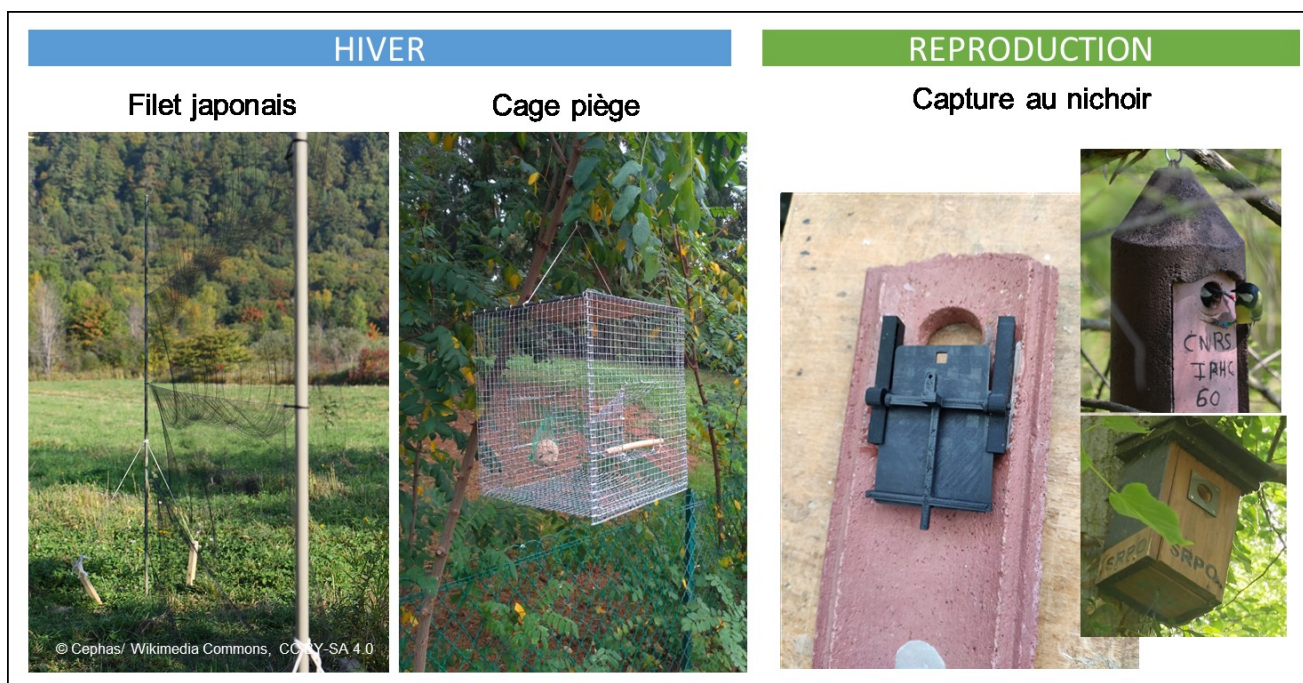 HIVER
REPRODUCTION
Filet japonais
Cage piège
Capture au nichoir
© Cephas/ Wikimedia Commons, CC BY-SA 4.0
CNRS
IPHC
60
SRPO
SRPO